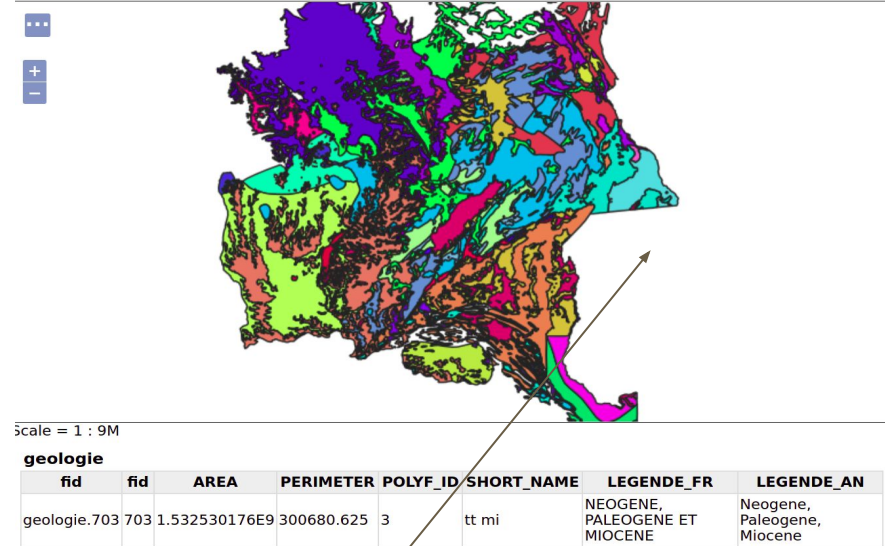 ...
+
−
Scale = 1 : 9M
geologie
fid fid AREA PERIMETER POLYF_ID SHORT_NAME LEGENDE_FR LEGENDE_AN
geologie.703 703 1.532530176E9 300680.625 3 tt mi NEOGENE, PALEOGENE ET MIOCENE Neogene, Paleogene, Miocene